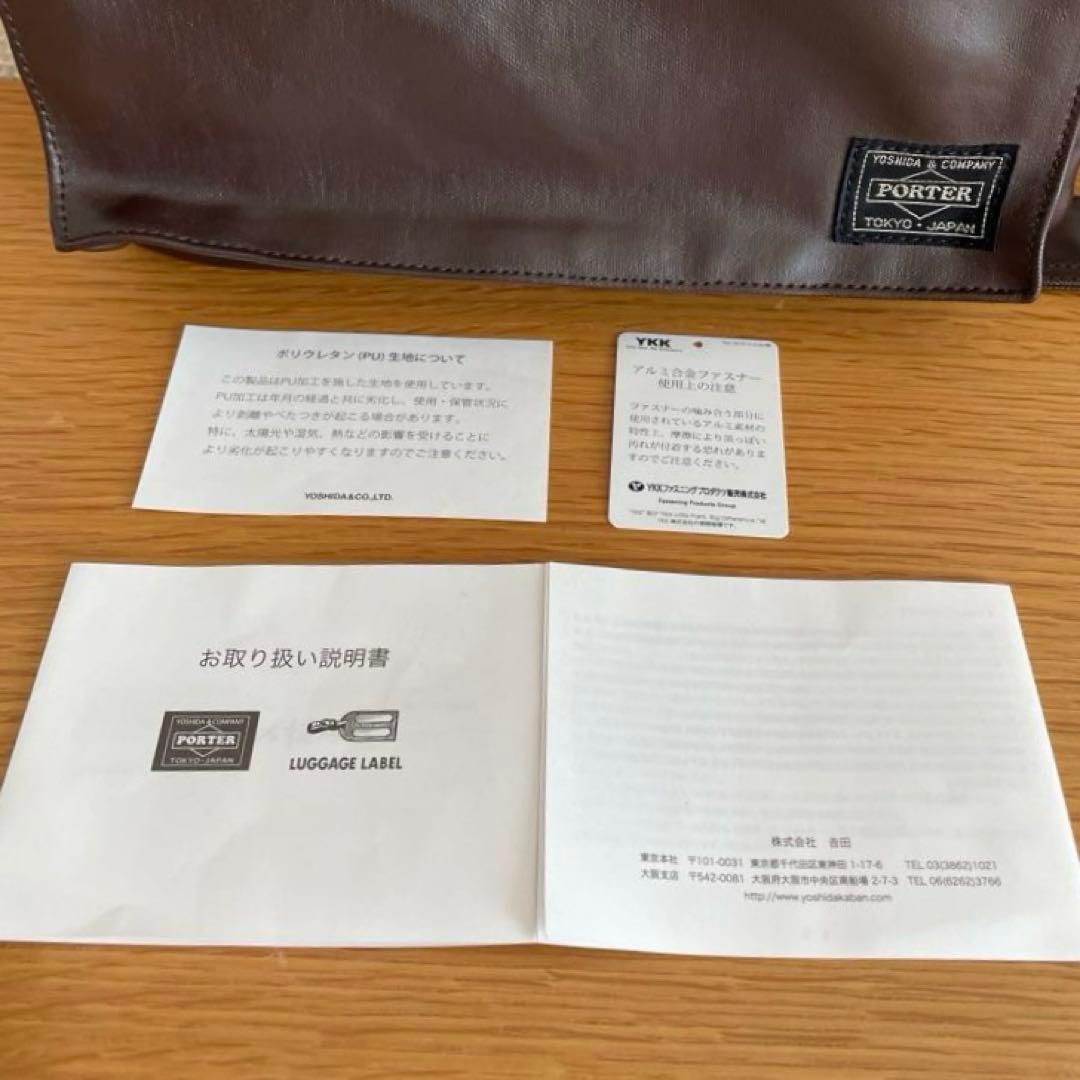 YOSHIDA & COMPANY
PORTER
TOKYO・JAPAN
ポリウレタン(PU)生地について
この製品はPU加工を施した生地を使用しています。
PU加工は年月の経過と共に劣化し、使用・保管状況に
より剥離やべたつきが起こる場合があります。
特に、太陽光や湿気、熱などの影響を受けることに
より劣化が起こりやすくなりますのでご注意ください。
YOSHIDA&CO.,LTD.
YKK
アルミ合金ファスナー
使用上の注意
ファスナーの噛み合う部分に
使用されているアルミ素材の
特性上、摩擦により黒っぽい
汚れが付着する恐れがありま
すのでご注意ください。
YKKファスニングプロダクツ販売株式会社
Fastening Products Group
お取り扱い説明書
YOSHIDA & COMPANY
PORTER
TOKYO・JAPAN
LUGGAGE LABEL
株式会社 吉田
東京本社 〒101-0031 東京都千代田区東神田 1-17-6 TEL 03(3862)1021
大阪支店 〒542-0081 大阪府大阪市中央区南船場 2-7-3 TEL 06(6262)3766
http://www.yoshidakaban.com